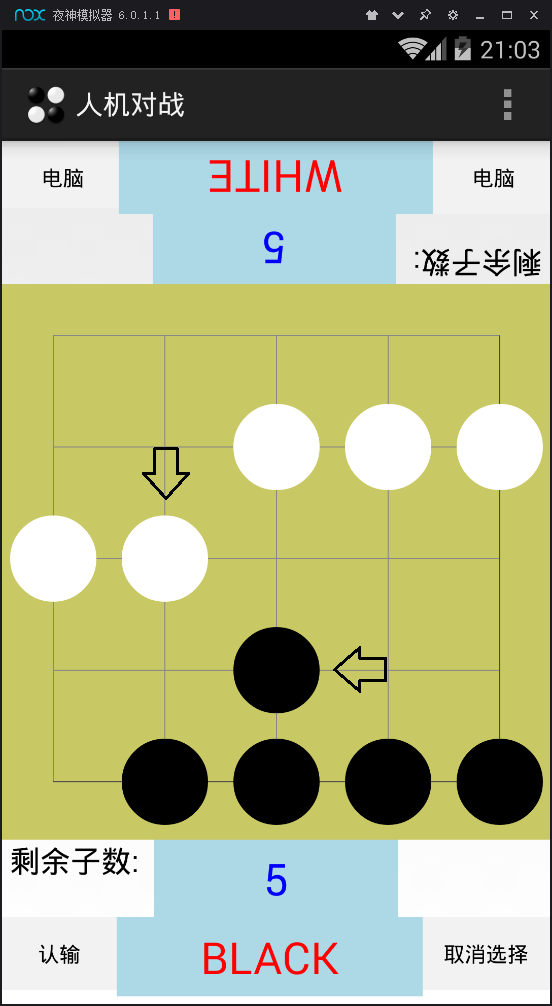 nox 夜神模拟器 6.0.1.1
21:03
人机对战
电脑 WHITE 电脑
5 剩余子数:
剩余子数: 5
认输 BLACK 取消选择